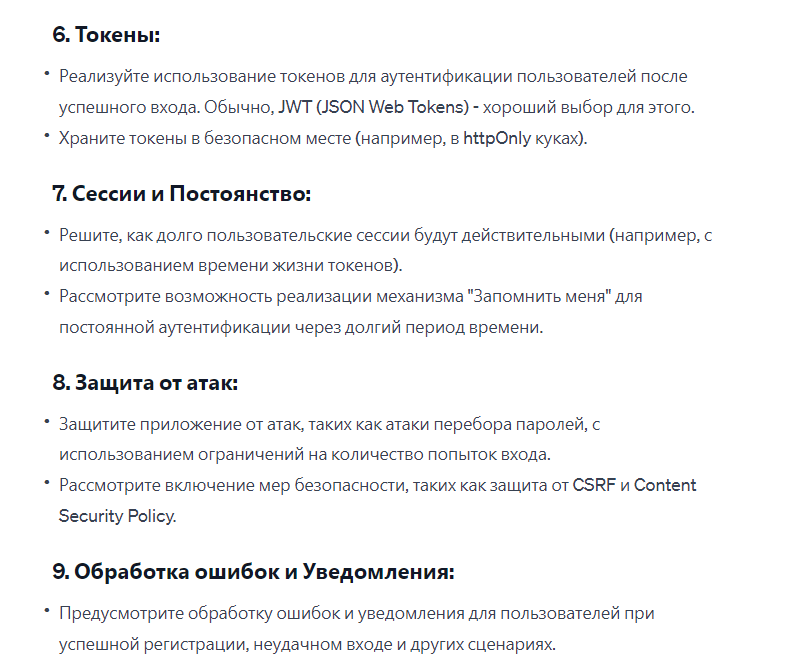 6. Токены:
• Реализуйте использование токенов для аутентификации пользователей после
успешного входа. Обычно, JWT (JSON Web Tokens) - хороший выбор для этого.
• Храните токены в безопасном месте (например, в httpOnly куках).
7. Сессии и Постоянство:
• Решите, как долго пользовательские сессии будут действительными (например, с
использованием времени жизни токенов).
• Рассмотрите возможность реализации механизма "Запомнить меня" для
постоянной аутентификации через долгий период времени.
8. Защита от атак:
• Защитите приложение от атак, таких как атаки перебора паролей, с
использованием ограничений на количество попыток входа.
• Рассмотрите включение мер безопасности, таких как защита от CSRF и Content
Security Policy.
9. Обработка ошибок и Уведомления:
• Предусмотрите обработку ошибок и уведомления для пользователей при
успешной регистрации, неудачном входе и других сценариях.